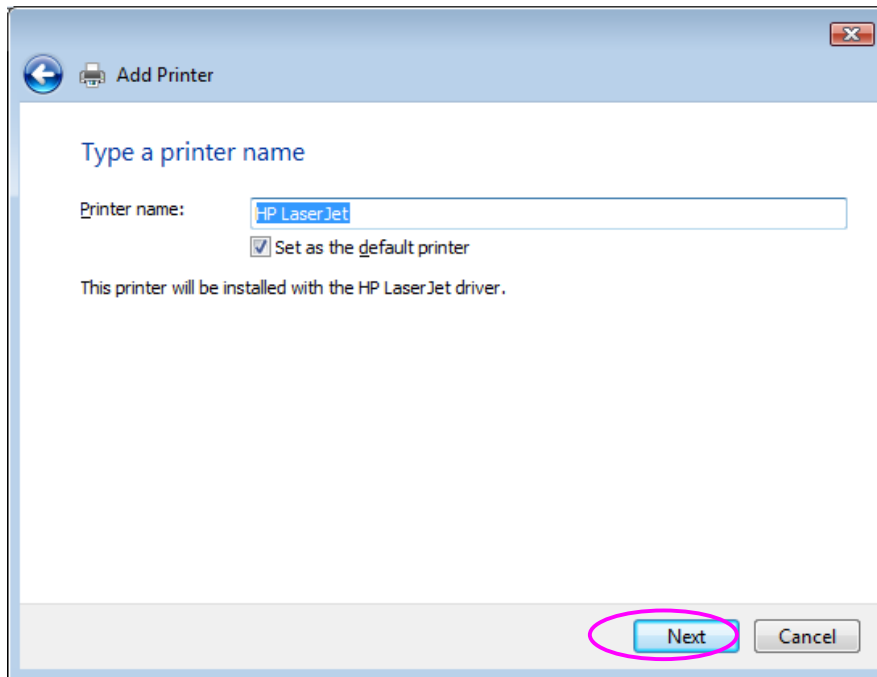 Add Printer
Type a printer name
Printer name: HP LaserJet
Set as the default printer
This printer will be installed with the HP LaserJet driver.
Next Cancel